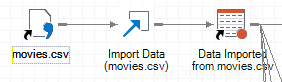 movies.csv
Import Data
(movies.csv)
Data Imported
from movies.csv